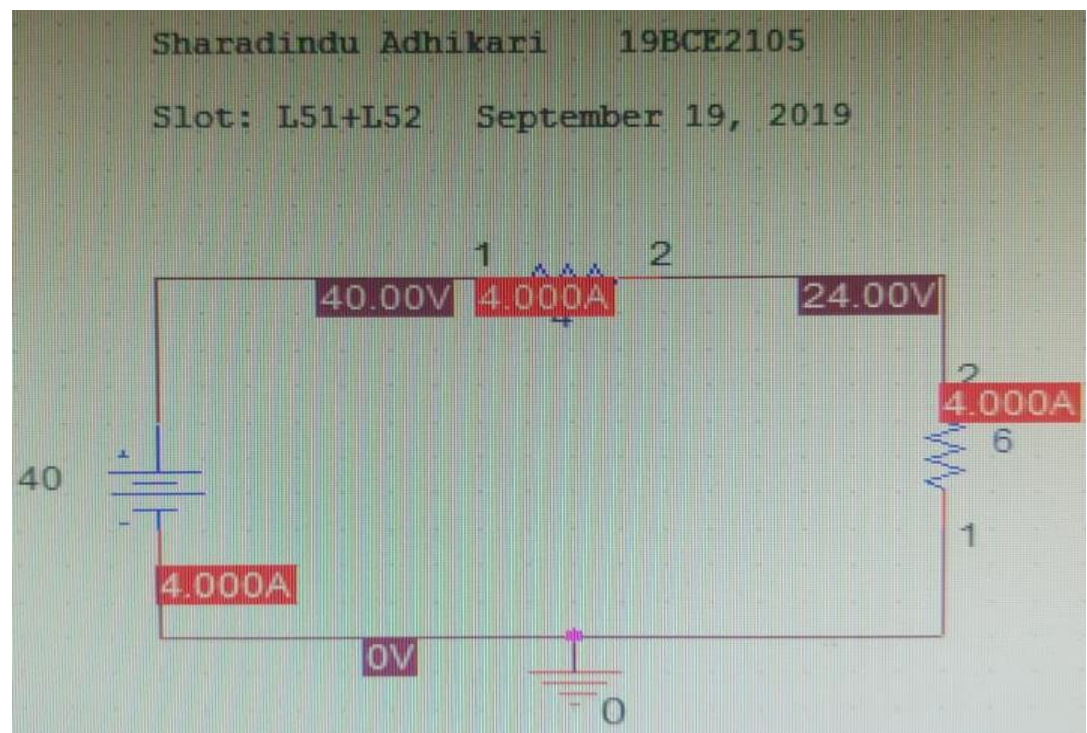 Sharadindu Adhikari 19BCE2105
Slot: L51+L52 September 19, 2019
1 2
40.00V 4.000A 24.00V
4
2
4.000A
6
40
+
-
1
4.000A
0V
0